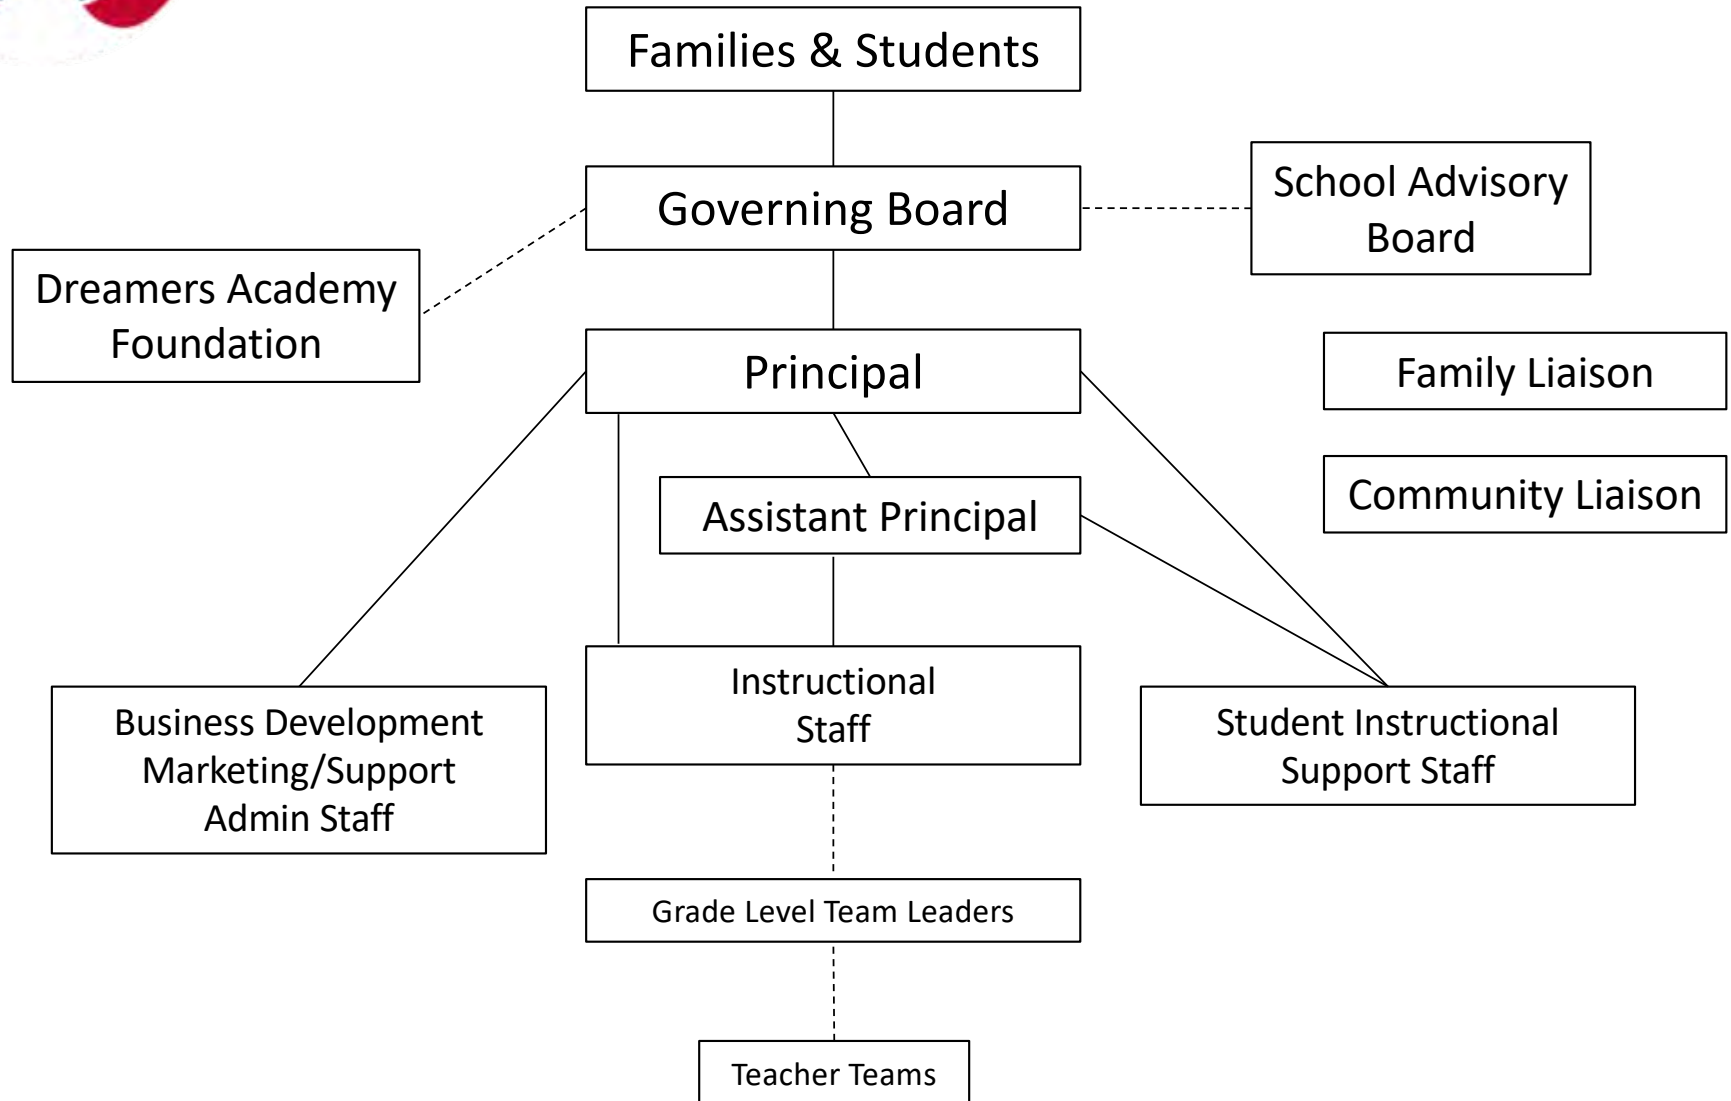 Families & Students
Governing Board
School Advisory
Board
Dreamers Academy
Foundation
Principal
Family Liaison
Community Liaison
Assistant Principal
Instructional
Staff
Business Development
Marketing/Support
Admin Staff
Student Instructional
Support Staff
Grade Level Team Leaders
Teacher Teams